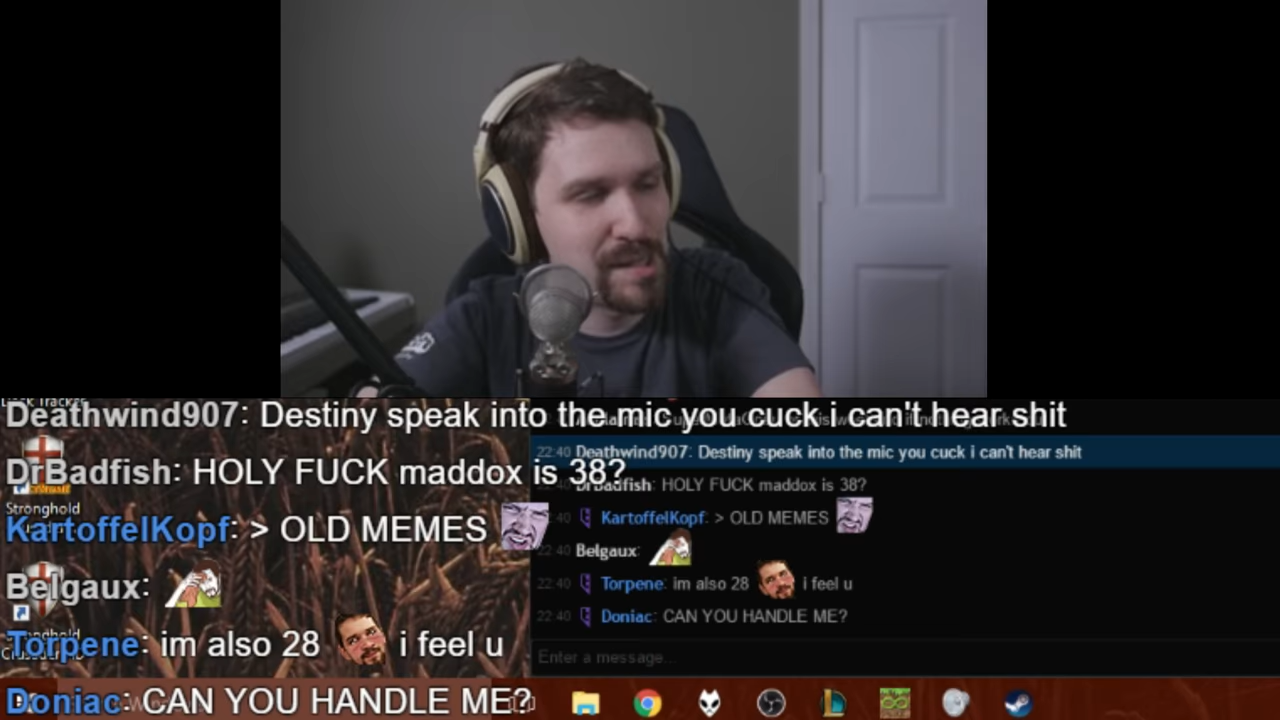 Deathwind907: Destiny speak into the mic you cuck i can't hear shit
DrBadfish: HOLY FUCK maddox is 38?
Stronghold
KartoffelKopf: > OLD MEMES
Belgaux:
Torpene: im also 28 i feel u
Doniac: CAN YOU HANDLE ME?
22:40 Deathwind907: Destiny speak into the mic you cuck i can't hear shit
DrBadfish: HOLY FUCK maddox is 38?
KartoffelKopf: > OLD MEMES
22:40 Belgaux:
22:40 Torpene: im also 28 i feel u
22:40 Doniac: CAN YOU HANDLE ME?
Enter a message...